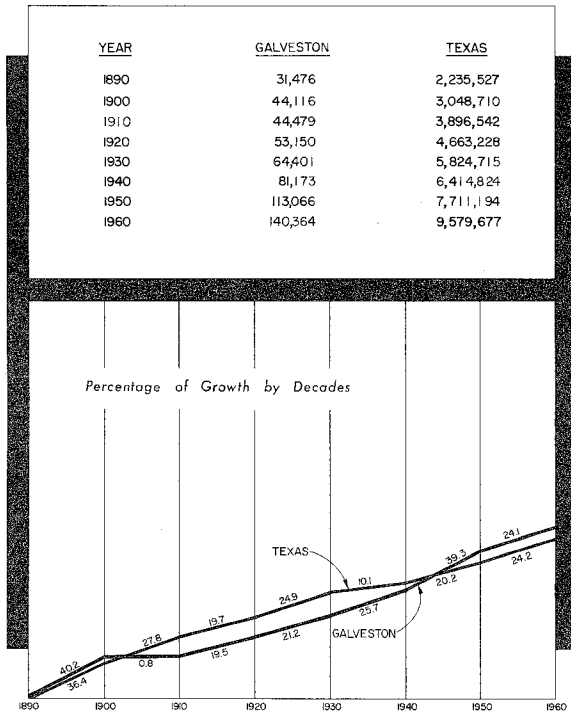 YEAR GALVESTON TEXAS
1890 31,476 2,235,527
1900 44,116 3,048,710
1910 44,479 3,896,542
1920 53,150 4,663,228
1930 64,401 5,824,715
1940 81,173 6,414,824
1950 113,066 7,711,194
1960 140,364 9,579,677
Percentage of Growth by Decades
40.2 27.8 19.7 24.9 TEXAS 10.1 39.3 24.1
36.4 0.8 19.5 21.2 25.7 GALVESTON 20.2 24.2
1890 1900 1910 1920 1930 1940 1950 1960